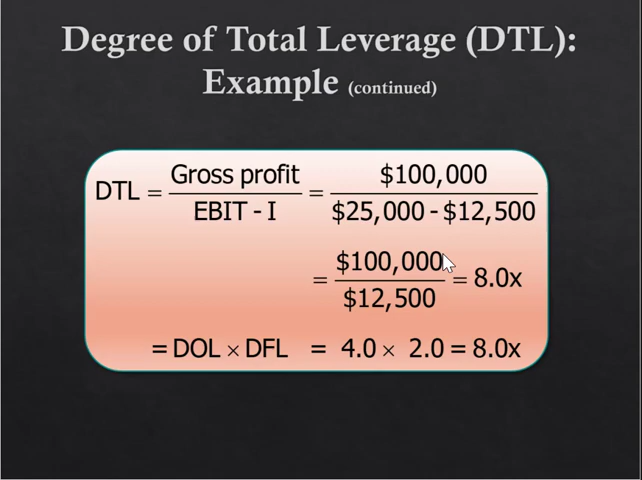 Degree of Total Leverage (DTL):
Example (continued)
DTL = Gross profit / EBIT - I = $100,000 / $25,000 - $12,500
= $100,000 / $12,500 = 8.0x
= DOL × DFL = 4.0 × 2.0 = 8.0x